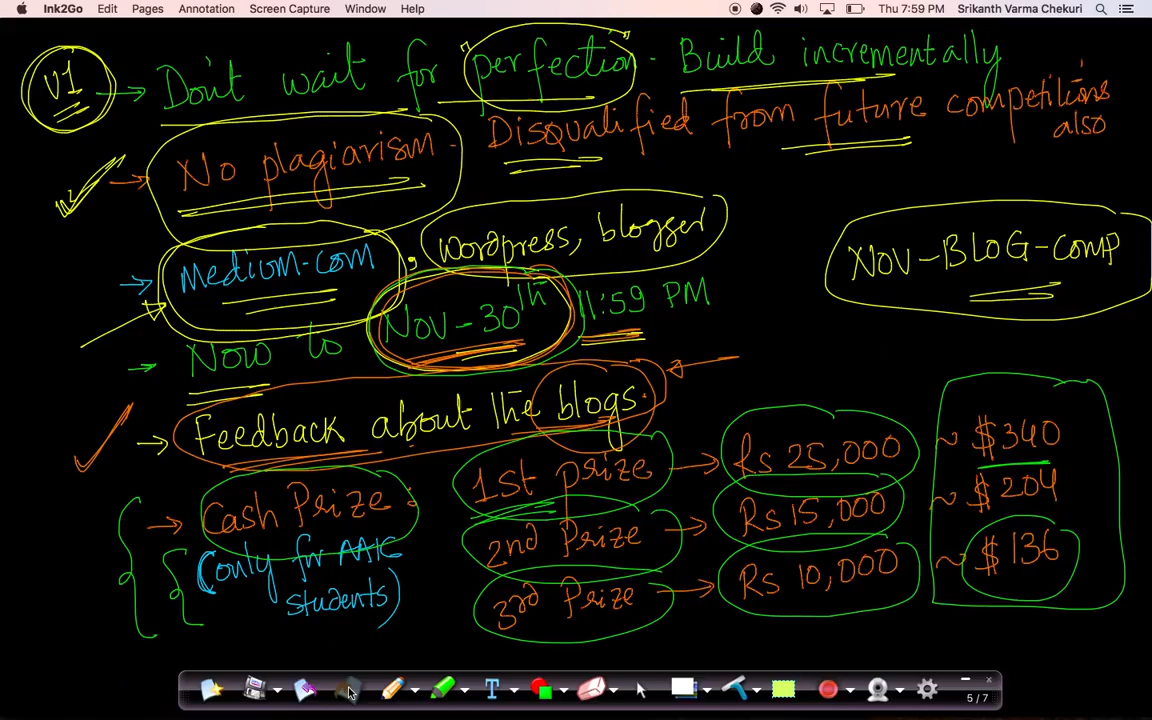 Ink2Go Edit Pages Annotation Screen Capture Window Help Thu 7:59 PM Srikanth Varma Chekuri
V1 → Don't wait for "perfection" - Build incrementally
→ No plagiarism - Disqualified from future competitions also
→ Medium.com, wordpress, blogger
NOV-BLOG-COMP
→ Now to Nov-30th 11:59 PM
→ Feedback about the blogs.
→ Cash Prize: 1st prize → Rs 25,000 ~ $340
(only for AAIC students)
2nd Prize → Rs 15,000 ~ $204
3rd Prize → Rs 10,000 ~ $136
5 / 7